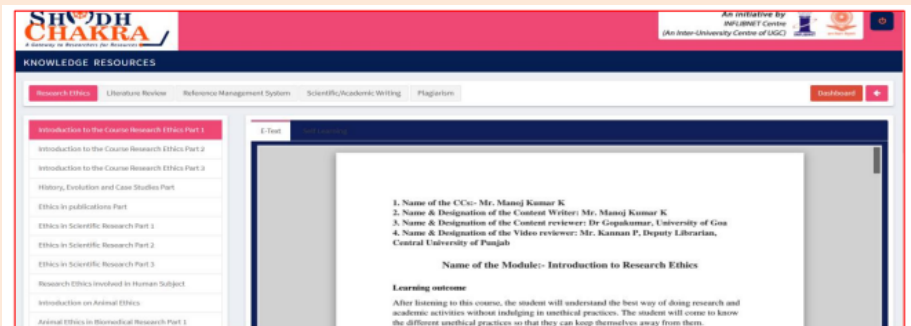 SHODH
CHAKRA
A Gateway to Researchers for Resources
An initiative by
INFLIBNET Centre
(An Inter-University Centre of UGC)
KNOWLEDGE RESOURCES
Research Ethics Literature Review Reference Management System Scientific/Academic Writing Plagiarism Dashboard
Introduction to the Course Research Ethics Part 1
Introduction to the Course Research Ethics Part 2
Introduction to the Course Research Ethics Part 3
History, Evolution and Case Studies Part
Ethics in publications Part
Ethics in Scientific Research Part 1
Ethics in Scientific Research Part 2
Ethics in Scientific Research Part 3
Research Ethics Involved in Human Subject
Introduction on Animal Ethics
Animal Ethics in Biomedical Research Part 1
E-Text Self Learning
1. Name of the CCs:- Mr. Manoj Kumar K
2. Name & Designation of the Content Writer: Mr. Manoj Kumar K
3. Name & Designation of the Content reviewer: Dr Gopakumar, University of Goa
4. Name & Designation of the Video reviewer: Mr. Kannan P, Deputy Librarian,
Central University of Punjab
Name of the Module:- Introduction to Research Ethics
Learning outcome
After listening to this course, the student will understand the best way of doing research and
academic activities without indulging in unethical practices. The student will come to know
the different unethical practices so that they can keep themselves away from them.